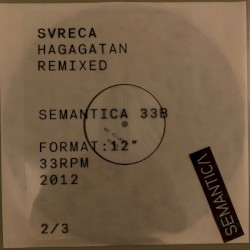 SVRECA
HAGAGATAN
REMIXED
SEMANTICA 33B
FORMAT:12"
33RPM
2012
2/3
SEMANTICA